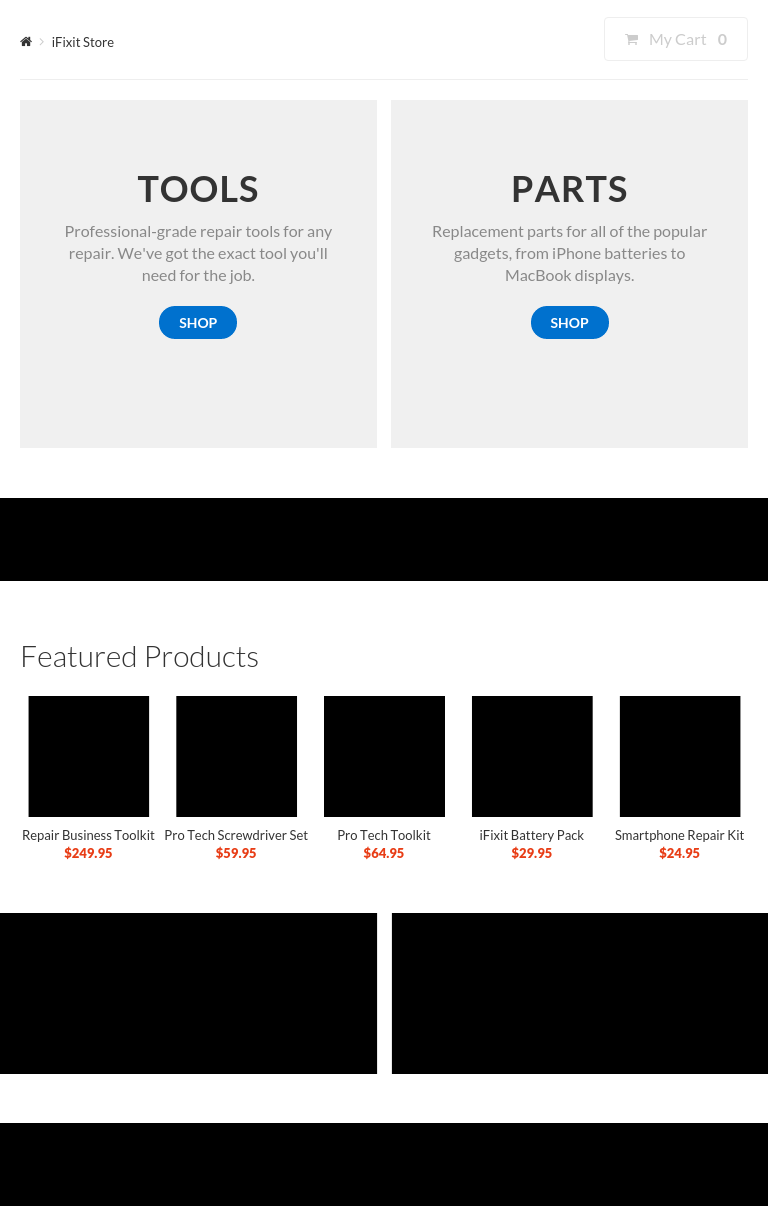 iFixit Store
My Cart 0
TOOLS
Professional-grade repair tools for any
repair. We've got the exact tool you'll
need for the job.
SHOP
PARTS
Replacement parts for all of the popular
gadgets, from iPhone batteries to
MacBook displays.
SHOP
Featured Products
Repair Business Toolkit
$249.95
Pro Tech Screwdriver Set
$59.95
Pro Tech Toolkit
$64.95
iFixit Battery Pack
$29.95
Smartphone Repair Kit
$24.95